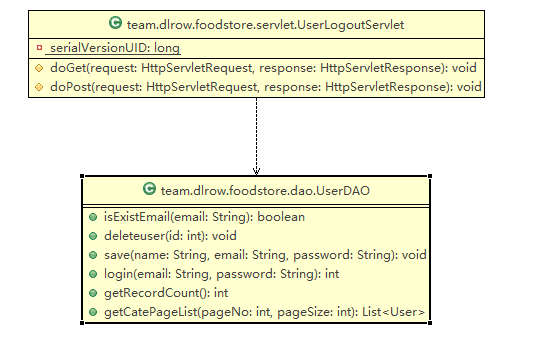 team.dlrow.foodstore.servlet.UserLogoutServlet
serialVersionUID: long
doGet(request: HttpServletRequest, response: HttpServletResponse): void
doPost(request: HttpServletRequest, response: HttpServletResponse): void
team.dlrow.foodstore.dao.UserDAO
isExistEmail(email: String): boolean
deleteuser(id: int): void
save(name: String, email: String, password: String): void
login(email: String, password: String): int
getRecordCount(): int
getCatePageList(pageNo: int, pageSize: int): List<User>